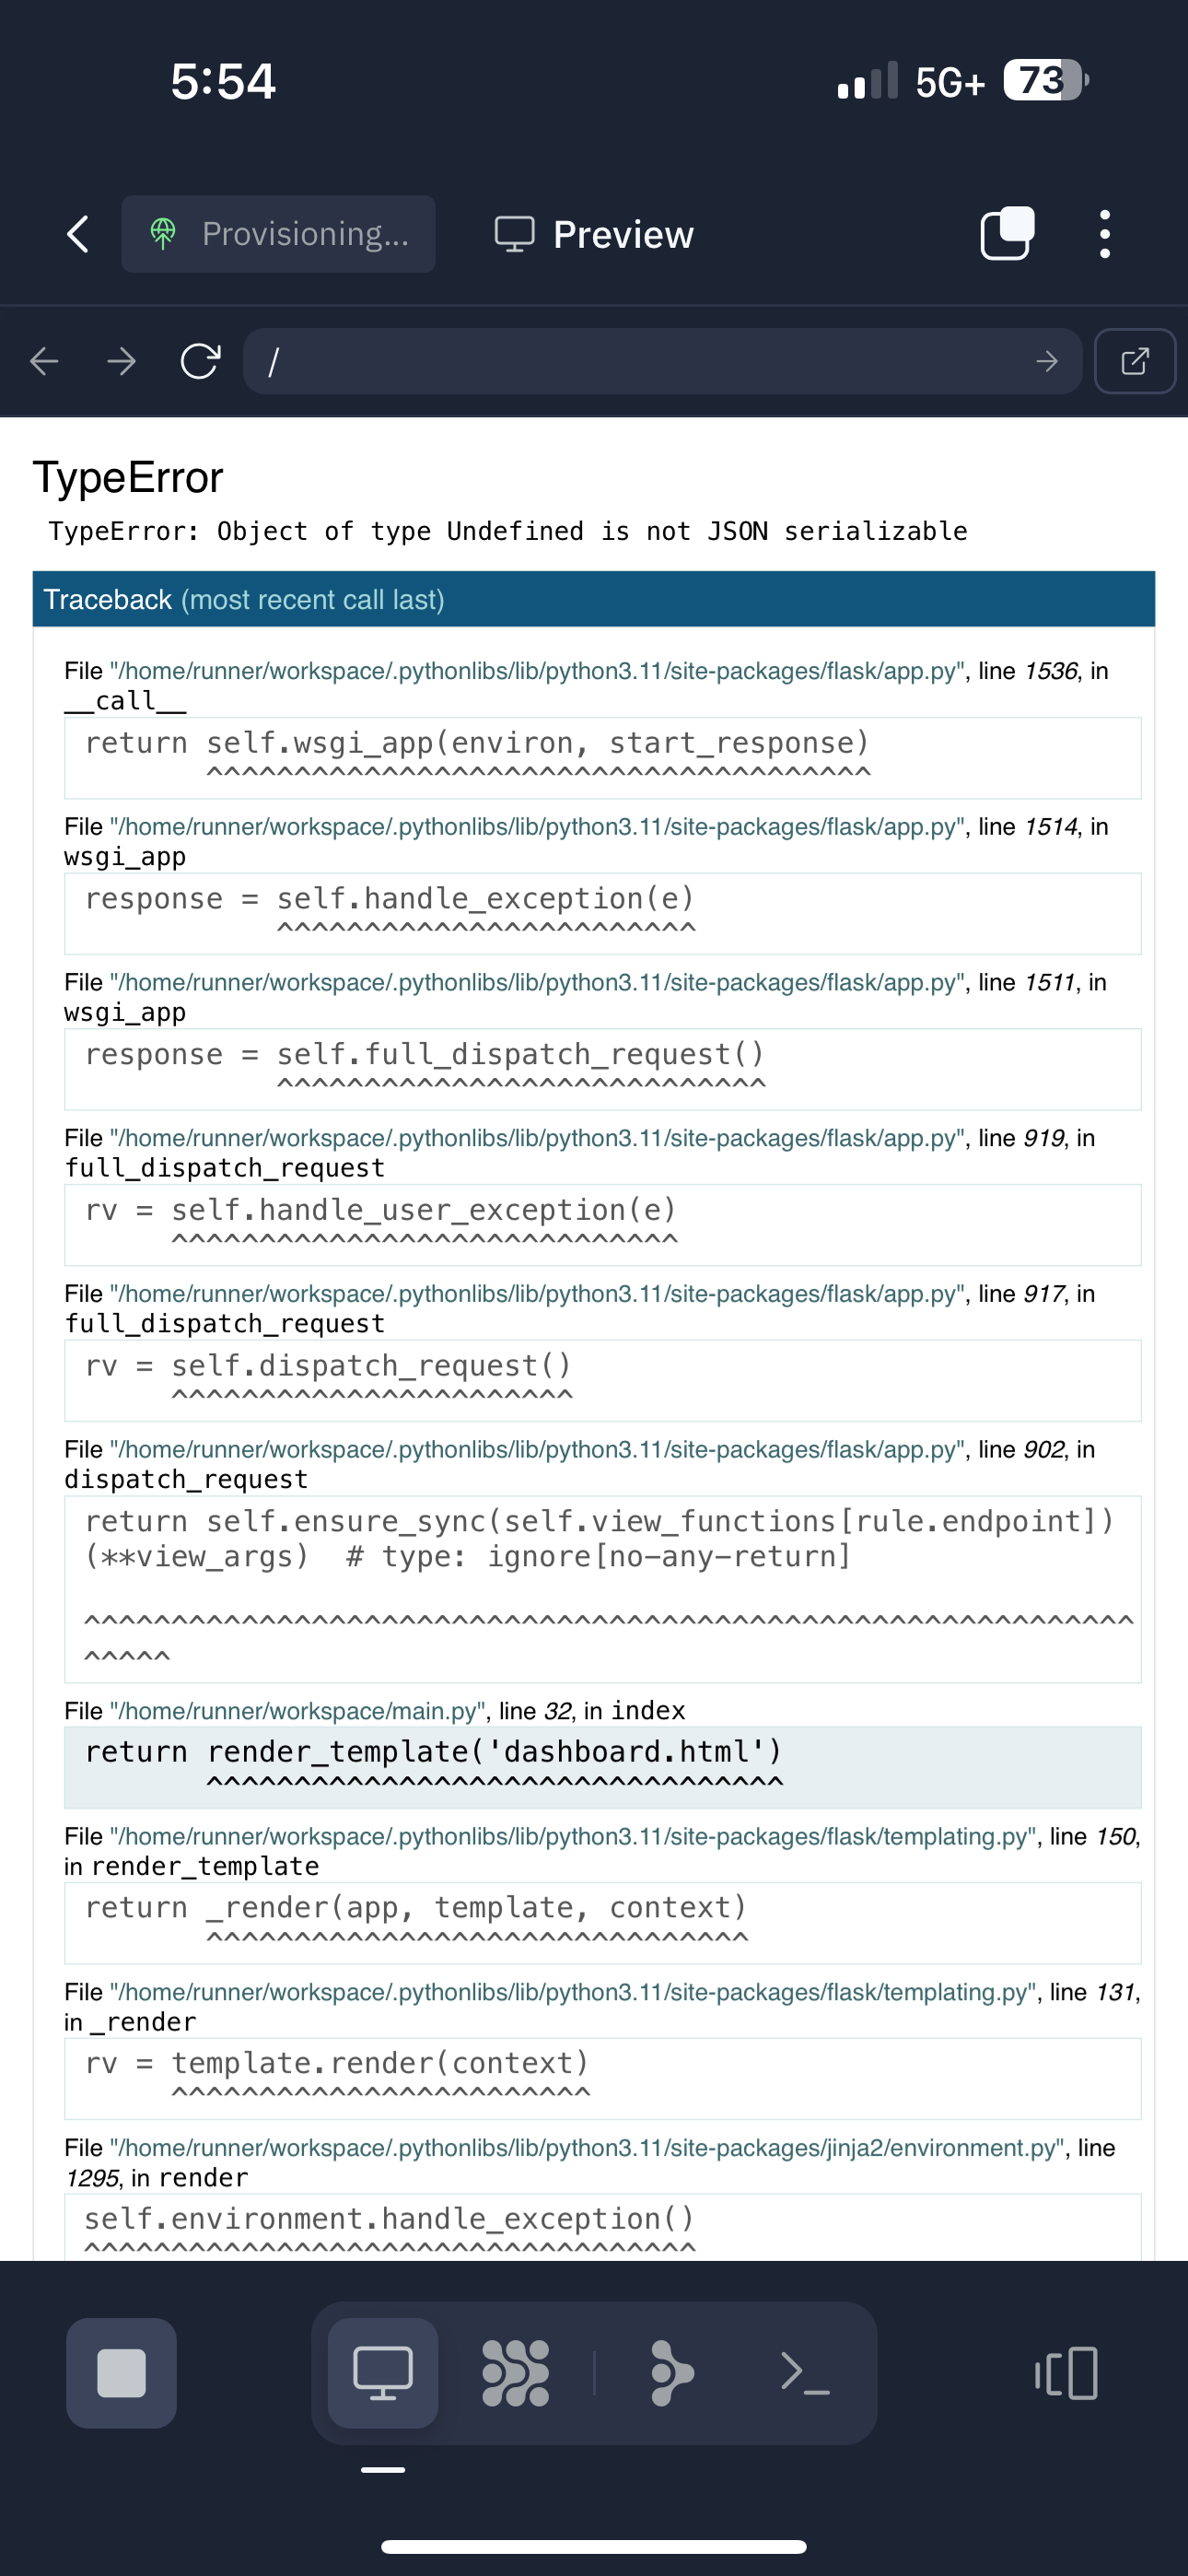 5:54
5G+
73
Provisioning...
Preview
/
TypeError
TypeError: Object of type Undefined is not JSON serializable
Traceback (most recent call last)
File "/home/runner/workspace/.pythonlibs/lib/python3.11/site-packages/flask/app.py", line 1536, in
__call__
return self.wsgi_app(environ, start_response)
^^^^^^^^^^^^^^^^^^^^^^^^^^^^^^^^^^^^^^
File "/home/runner/workspace/.pythonlibs/lib/python3.11/site-packages/flask/app.py", line 1514, in
wsgi_app
response = self.handle_exception(e)
^^^^^^^^^^^^^^^^^^^^^^^^
File "/home/runner/workspace/.pythonlibs/lib/python3.11/site-packages/flask/app.py", line 1511, in
wsgi_app
response = self.full_dispatch_request()
^^^^^^^^^^^^^^^^^^^^^^^^^^^^
File "/home/runner/workspace/.pythonlibs/lib/python3.11/site-packages/flask/app.py", line 919, in
full_dispatch_request
rv = self.handle_user_exception(e)
^^^^^^^^^^^^^^^^^^^^^^^^^^^^^
File "/home/runner/workspace/.pythonlibs/lib/python3.11/site-packages/flask/app.py", line 917, in
full_dispatch_request
rv = self.dispatch_request()
^^^^^^^^^^^^^^^^^^^^^^^
File "/home/runner/workspace/.pythonlibs/lib/python3.11/site-packages/flask/app.py", line 902, in
dispatch_request
return self.ensure_sync(self.view_functions[rule.endpoint])
(**view_args)  # type: ignore[no-any-return]
^^^^^^^^^^^^^^^^^^^^^^^^^^^^^^^^^^^^^^^^^^^^^^^^^^^^^^^^^^^^
^^^^^
File "/home/runner/workspace/main.py", line 32, in index
return render_template('dashboard.html')
^^^^^^^^^^^^^^^^^^^^^^^^^^^^^^^^^
File "/home/runner/workspace/.pythonlibs/lib/python3.11/site-packages/flask/templating.py", line 150,
in render_template
return _render(app, template, context)
^^^^^^^^^^^^^^^^^^^^^^^^^^^^^^^
File "/home/runner/workspace/.pythonlibs/lib/python3.11/site-packages/flask/templating.py", line 131,
in _render
rv = template.render(context)
^^^^^^^^^^^^^^^^^^^^^^^^
File "/home/runner/workspace/.pythonlibs/lib/python3.11/site-packages/jinja2/environment.py", line
1295, in render
self.environment.handle_exception()
^^^^^^^^^^^^^^^^^^^^^^^^^^^^^^^^^^^